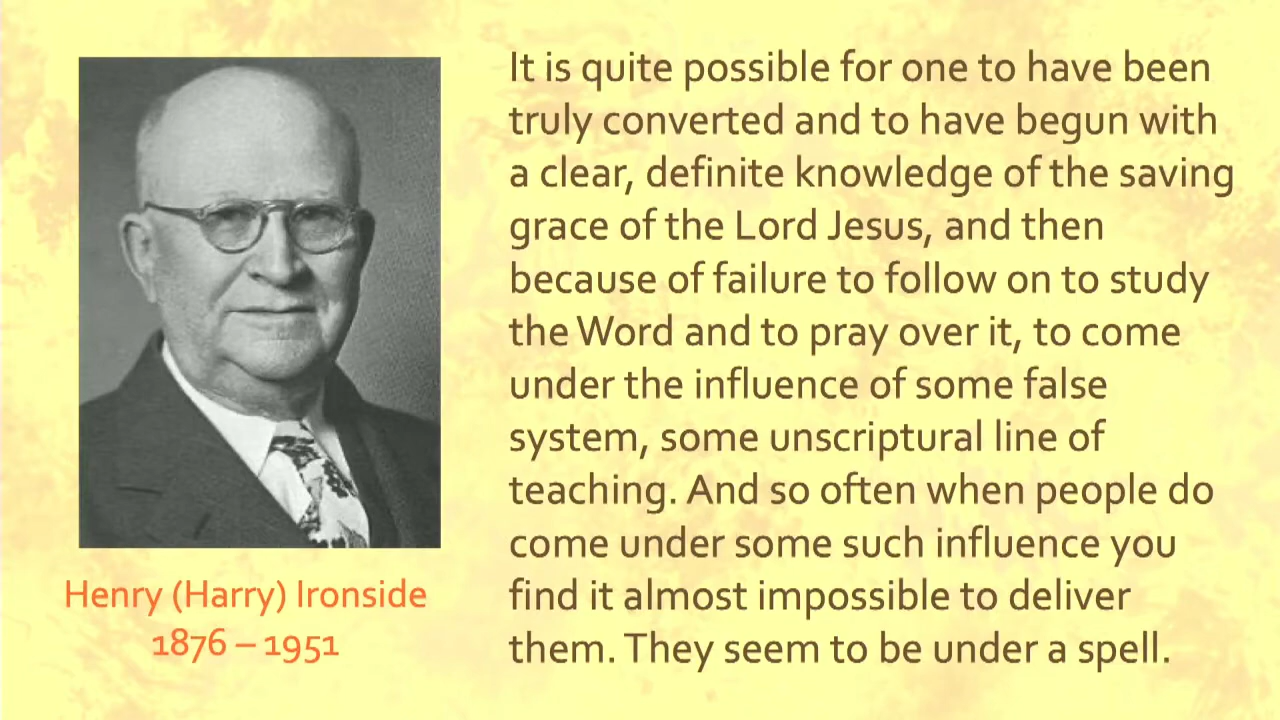 It is quite possible for one to have been
truly converted and to have begun with
a clear, definite knowledge of the saving
grace of the Lord Jesus, and then
because of failure to follow on to study
the Word and to pray over it, to come
under the influence of some false
system, some unscriptural line of
teaching. And so often when people do
come under some such influence you
find it almost impossible to deliver
them. They seem to be under a spell.
Henry (Harry) Ironside
1876 – 1951